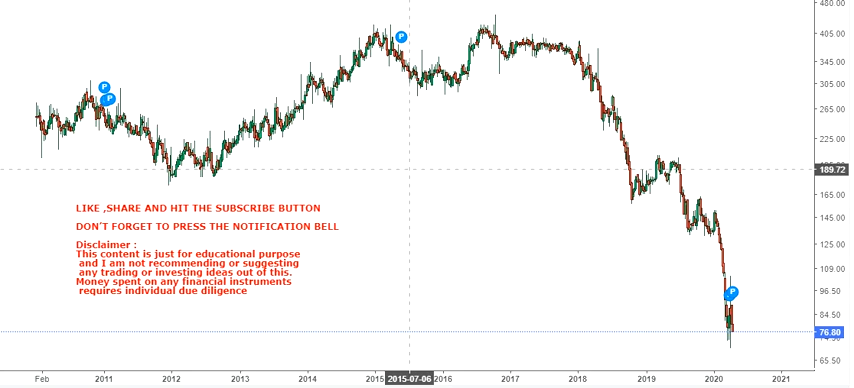 480.00
405.00
345.00
305.00
265.00
225.00
189.72
165.00
145.00
125.00
109.00
96.50
84.50
76.80
65.50
P
P
P
P
LIKE ,SHARE AND HIT THE SUBSCRIBE BUTTON
DON'T FORGET TO PRESS THE NOTIFICATION BELL
Disclaimer :
This content is just for educational purpose
and I am not recommending or suggesting
any trading or investing ideas out of this.
Money spent on any financial instruments
requires individual due diligence
Feb 2011 2012 2013 2014 2015 2015-07-06 2016 2017 2018 2019 2020 2021